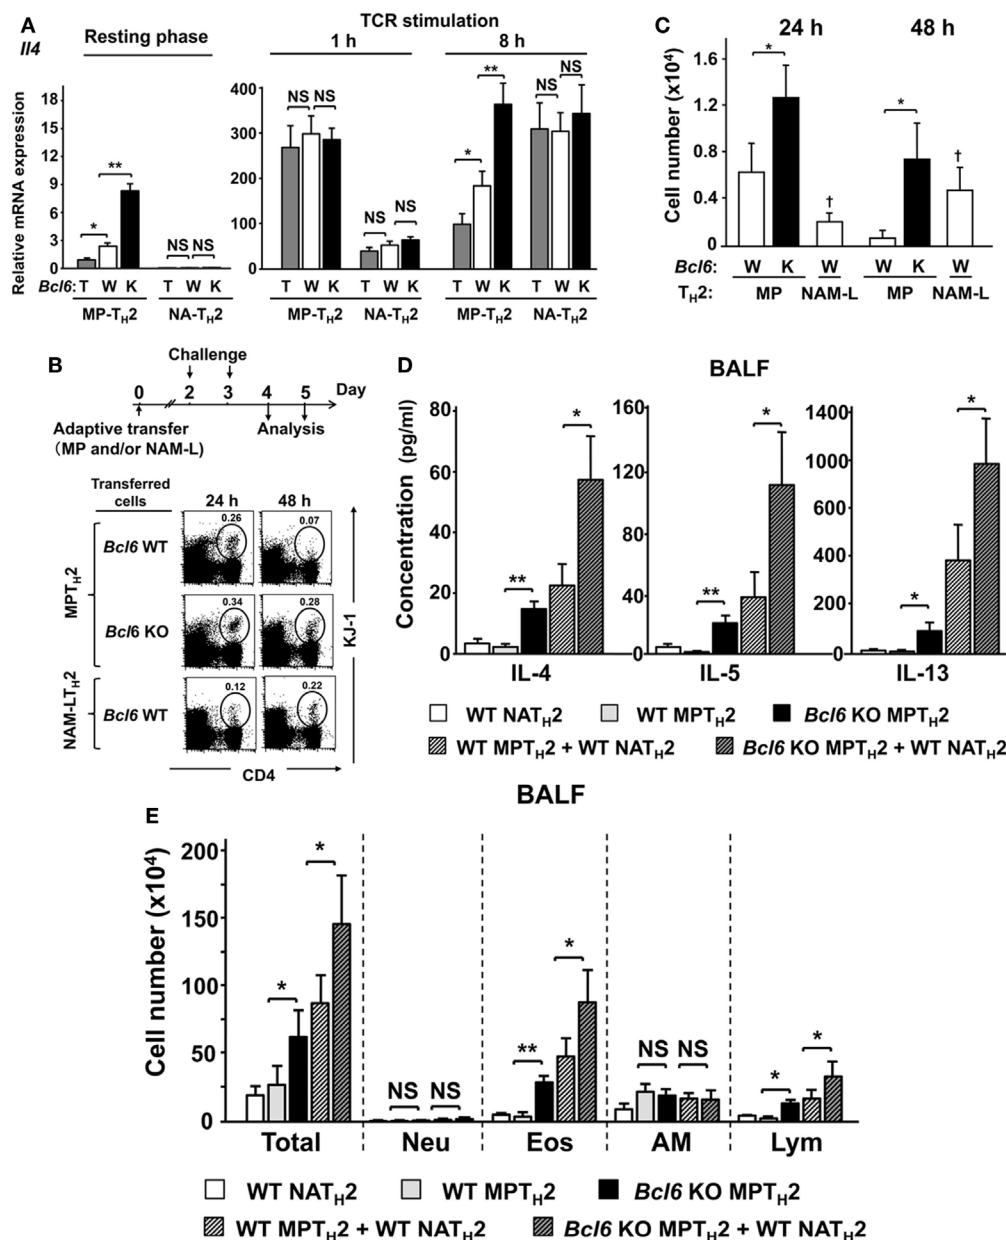 A
Il4
Resting phase
TCR stimulation
1 h
8 h
Relative mRNA expression
18
15
12
9
6
3
0
* ** NS NS
400
300
200
100
0
NS NS NS NS * ** NS NS
Bcl6: T W K T W K T W K T W K T W K T W K
MP-TH2 NA-TH2 MP-TH2 NA-TH2 MP-TH2 NA-TH2
C
24 h 48 h
Cell number (x10⁴)
1.6
1.2
0.8
0.4
0
* † * †
Bcl6: W K W W K W
TH2: MP NAM-L MP NAM-L
B
Challenge
0 2 3 4 5 Day
Adaptive transfer
(MP and/or NAM-L)
Analysis
Transferred
cells
24 h 48 h
MPTH2
Bcl6 WT 0.26 0.07
Bcl6 KO 0.34 0.28
NAM-LTH2
Bcl6 WT 0.12 0.22
KJ-1
CD4
D
BALF
Concentration (pg/ml)
80
60
40
20
0
** *
IL-4
160
120
80
40
0
** *
IL-5
1400
1200
1000
800
600
400
200
0
* *
IL-13
WT NATH2 WT MPTH2 Bcl6 KO MPTH2
WT MPTH2 + WT NATH2 Bcl6 KO MPTH2 + WT NATH2
BALF
E
Cell number (x10⁴)
200
150
100
50
0
* * NS NS ** * NS NS * *
Total Neu Eos AM Lym
WT NATH2 WT MPTH2 Bcl6 KO MPTH2
WT MPTH2 + WT NATH2 Bcl6 KO MPTH2 + WT NATH2